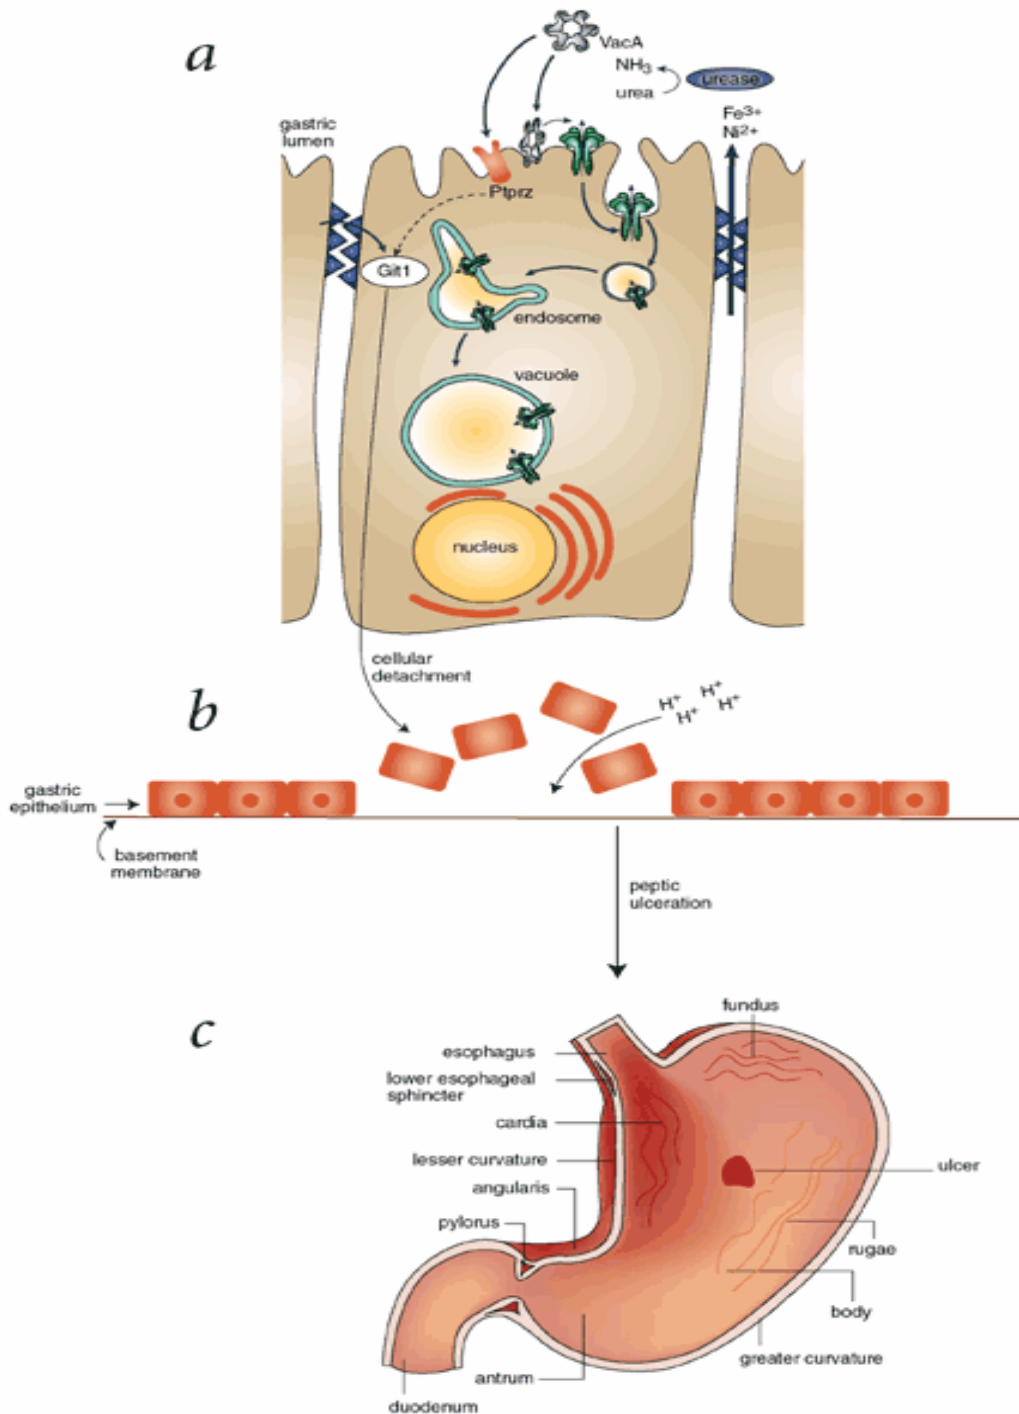 a
VacA
NH3
urease
urea
Fe3+
Ni2+
gastric
lumen
Ptprz
Git1
endosome
vacuole
nucleus
cellular
detachment
b
H+
H+
H+
H+
gastric
epithelium
basement
membrane
peptic
ulceration
c
fundus
esophagus
lower esophageal
sphincter
cardia
lesser curvature
ulcer
angularis
pylorus
rugae
body
greater curvature
antrum
duodenum